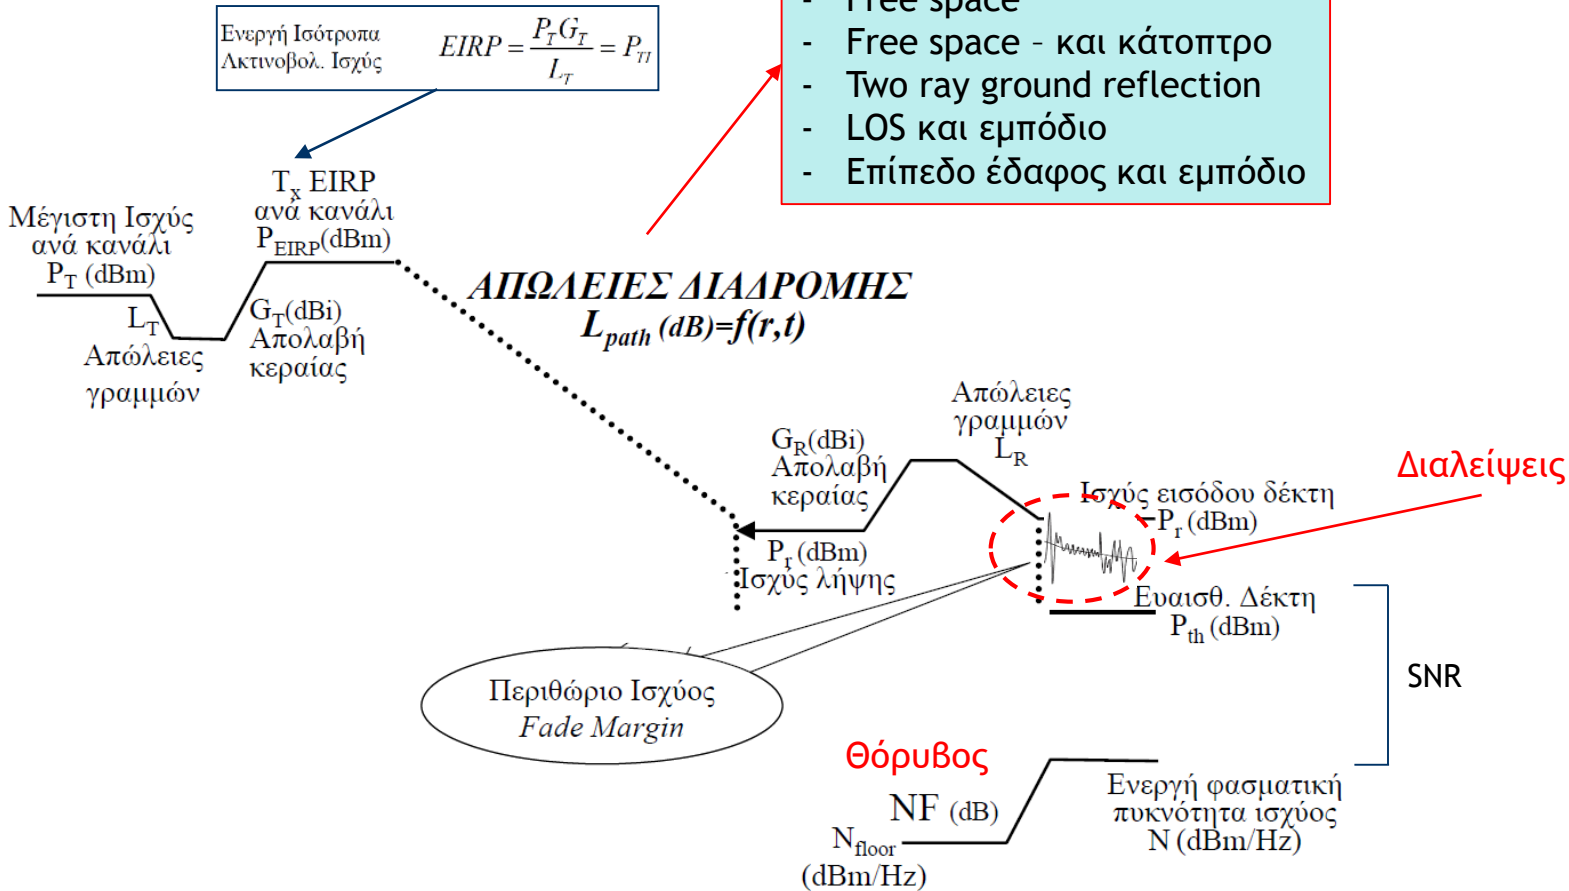 - Free space
Ενεργή Ισότροπα
Ακτινοβολ. Ισχύς
EIRP = P_T G_T / L_T = P_TI
- Free space – και κάτοπτρο
- Two ray ground reflection
- LOS και εμπόδιο
- Επίπεδο έδαφος και εμπόδιο
T_x EIRP
ανά κανάλι
P_EIRP(dBm)
Μέγιστη Ισχύς
ανά κανάλι
P_T (dBm)
L_T
Απώλειες
γραμμών
G_T(dBi)
Απολαβή
κεραίας
ΑΠΩΛΕΙΕΣ ΔΙΑΔΡΟΜΗΣ
L_path (dB)=f(r,t)
Απώλειες
γραμμών
L_R
G_R(dBi)
Απολαβή
κεραίας
Διαλείψεις
Ισχύς εισόδου δέκτη
P_r (dBm)
P_r (dBm)
Ισχύς λήψης
Ευαισθ. Δέκτη
P_th (dBm)
SNR
Περιθώριο Ισχύος
Fade Margin
Θόρυβος
NF (dB)
N_floor
(dBm/Hz)
Ενεργή φασματική
πυκνότητα ισχύος
N (dBm/Hz)